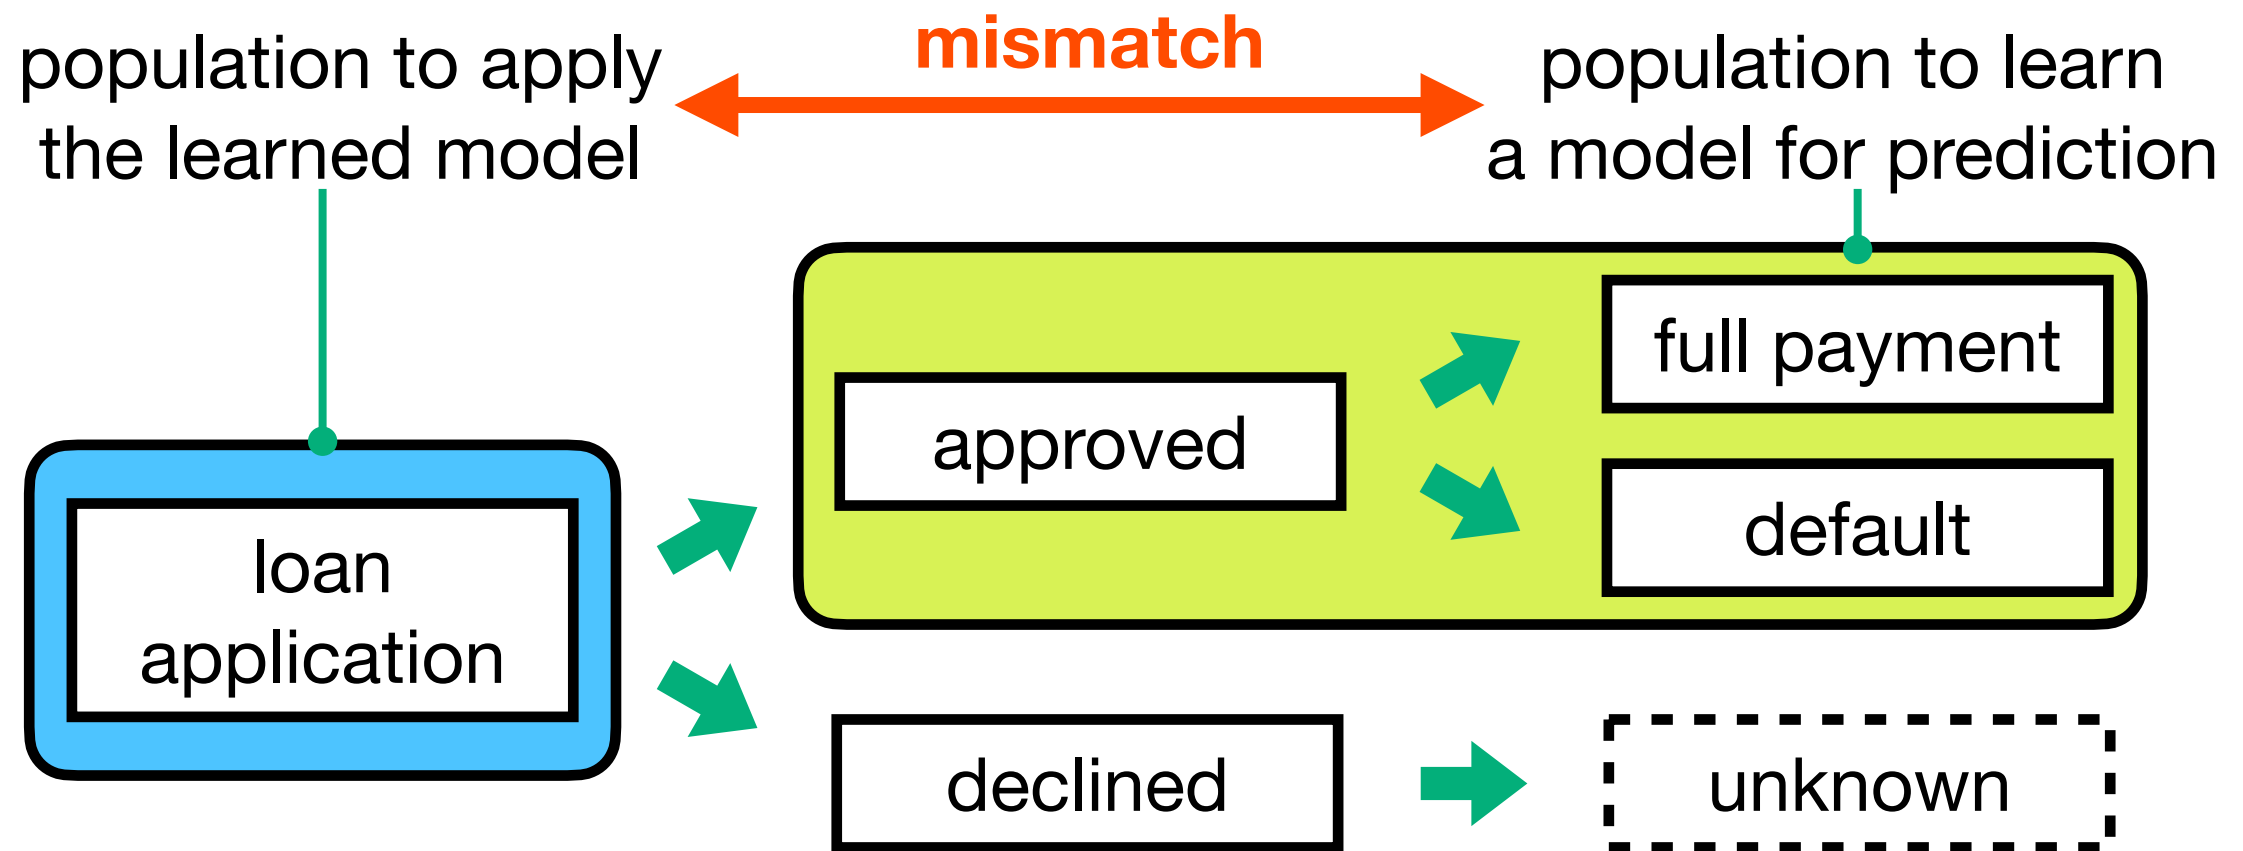 population to apply
the learned model
mismatch
population to learn
a model for prediction
loan
application
approved
full payment
default
declined
unknown